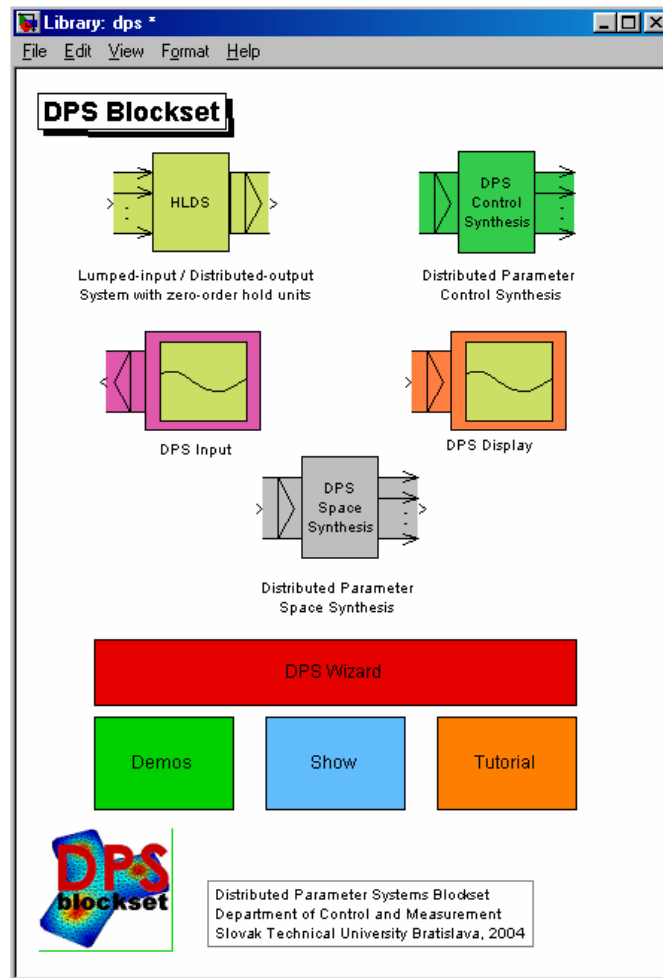 Library: dps *
File Edit View Format Help
DPS Blockset
HLDS
DPS
Control
Synthesis
Lumped-input / Distributed-output
System with zero-order hold units
Distributed Parameter
Control Synthesis
DPS Input
DPS Display
DPS
Space
Synthesis
Distributed Parameter
Space Synthesis
DPS Wizard
Demos
Show
Tutorial
DPS
blockset
Distributed Parameter Systems Blockset
Department of Control and Measurement
Slovak Technical University Bratislava, 2004